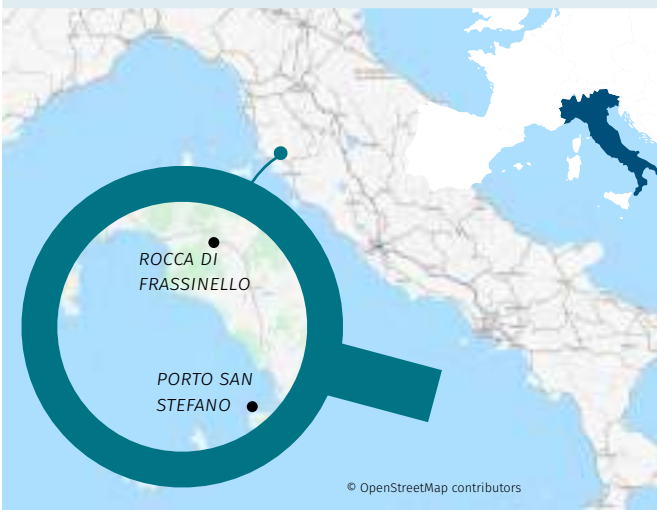 ROCCA DI
FRASSINELLO
PORTO SAN
STEFANO
© OpenStreetMap contributors